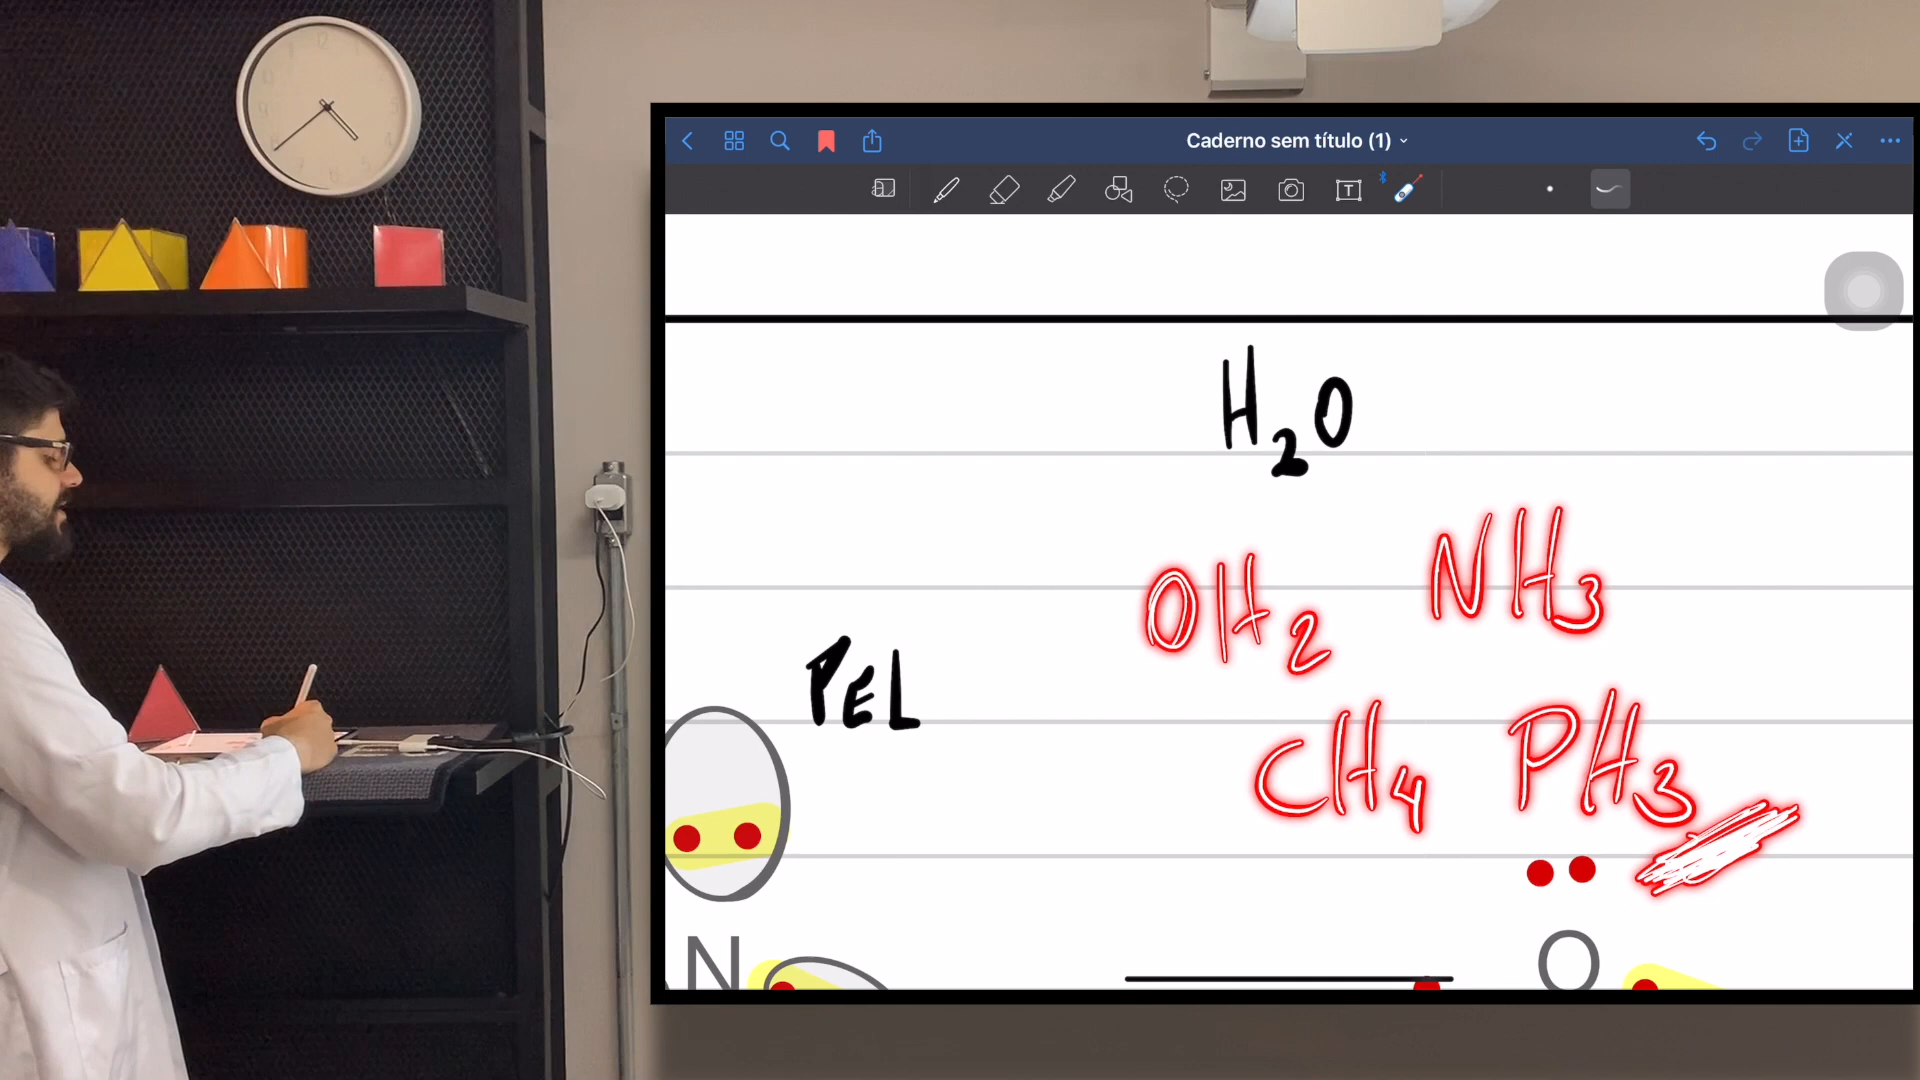 Caderno sem título (1)
T
H₂O
OH₂ NH₃
PEL
CH₄ PH₃
N O